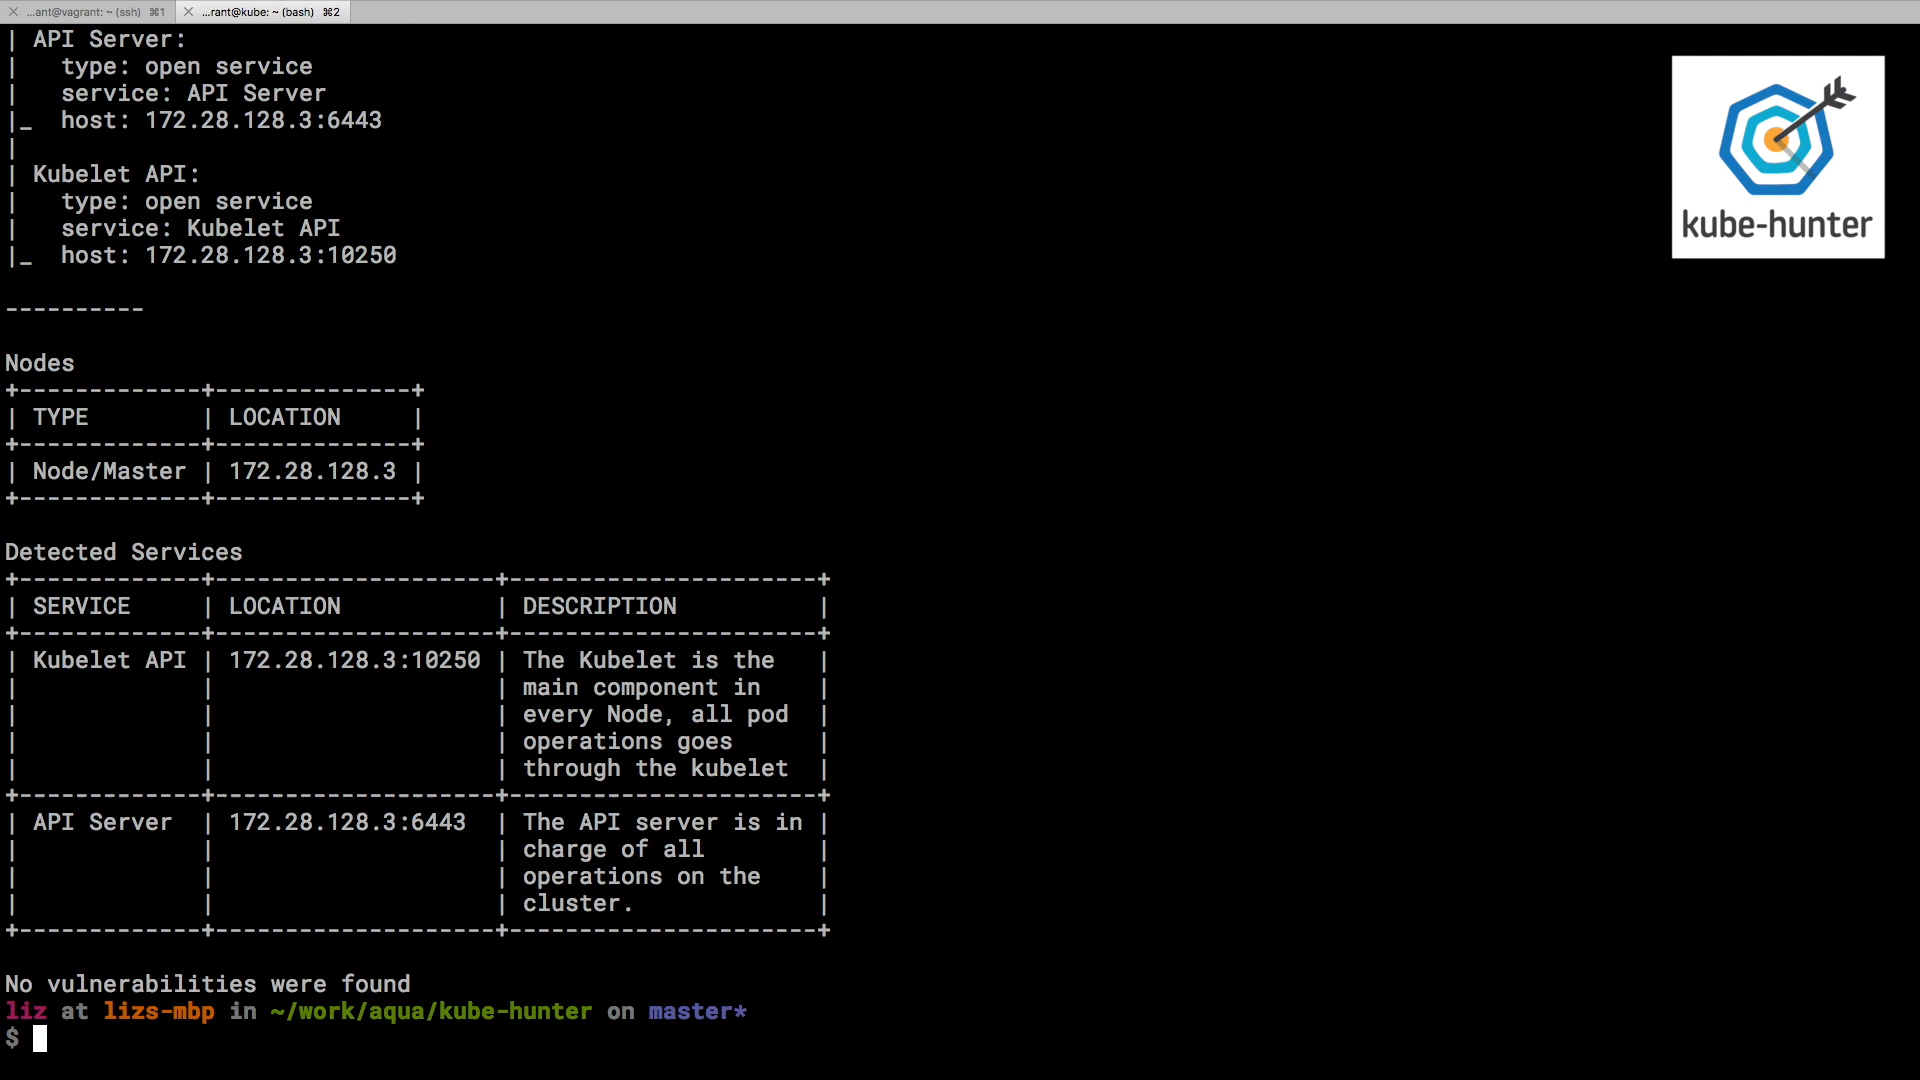 ...ant@vagrant: ~ (ssh) ⌘1
...rant@kube: ~ (bash) ⌘2
| API Server:
|   type: open service
|   service: API Server
|_  host: 172.28.128.3:6443
|
| Kubelet API:
|   type: open service
|   service: Kubelet API
|_  host: 172.28.128.3:10250
kube-hunter
----------
Nodes
+-------------+--------------+
| TYPE        | LOCATION     |
+-------------+--------------+
| Node/Master | 172.28.128.3 |
+-------------+--------------+
Detected Services
+-------------+--------------------+----------------------+
| SERVICE     | LOCATION           | DESCRIPTION          |
+-------------+--------------------+----------------------+
| Kubelet API | 172.28.128.3:10250 | The Kubelet is the   |
|             |                    | main component in    |
|             |                    | every Node, all pod  |
|             |                    | operations goes      |
|             |                    | through the kubelet  |
+-------------+--------------------+----------------------+
| API Server  | 172.28.128.3:6443  | The API server is in |
|             |                    | charge of all        |
|             |                    | operations on the    |
|             |                    | cluster.             |
+-------------+--------------------+----------------------+
No vulnerabilities were found
liz at lizs-mbp in ~/work/aqua/kube-hunter on master*
$